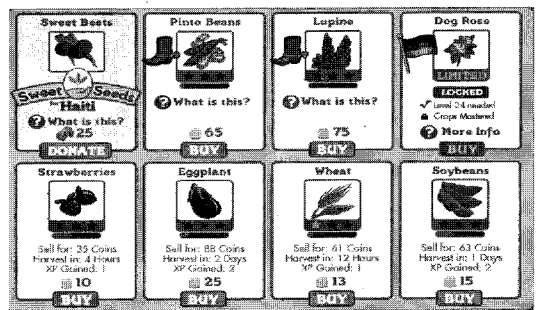 Sweet Beets
Sweet Seeds
for
Haiti
What is this?
25
DONATE
Pinto Beans
What is this?
65
BUY
Lupine
What is this?
75
BUY
Dog Rose
LIMITED
LOCKED
Level 24 needed
Crops Mastered
More Info
BUY
Strawberries
Sell for: 35 Coins
Harvest in: 4 Hours
XP Gained: 1
10
BUY
Eggplant
Sell for: 88 Coins
Harvest in: 2 Days
XP Gained: 2
25
BUY
Wheat
Sell for: 61 Coins
Harvest in: 12 Hours
XP Gained: 1
13
BUY
Soybeans
Sell for: 63 Coins
Harvest in: 1 Days
XP Gained: 2
15
BUY